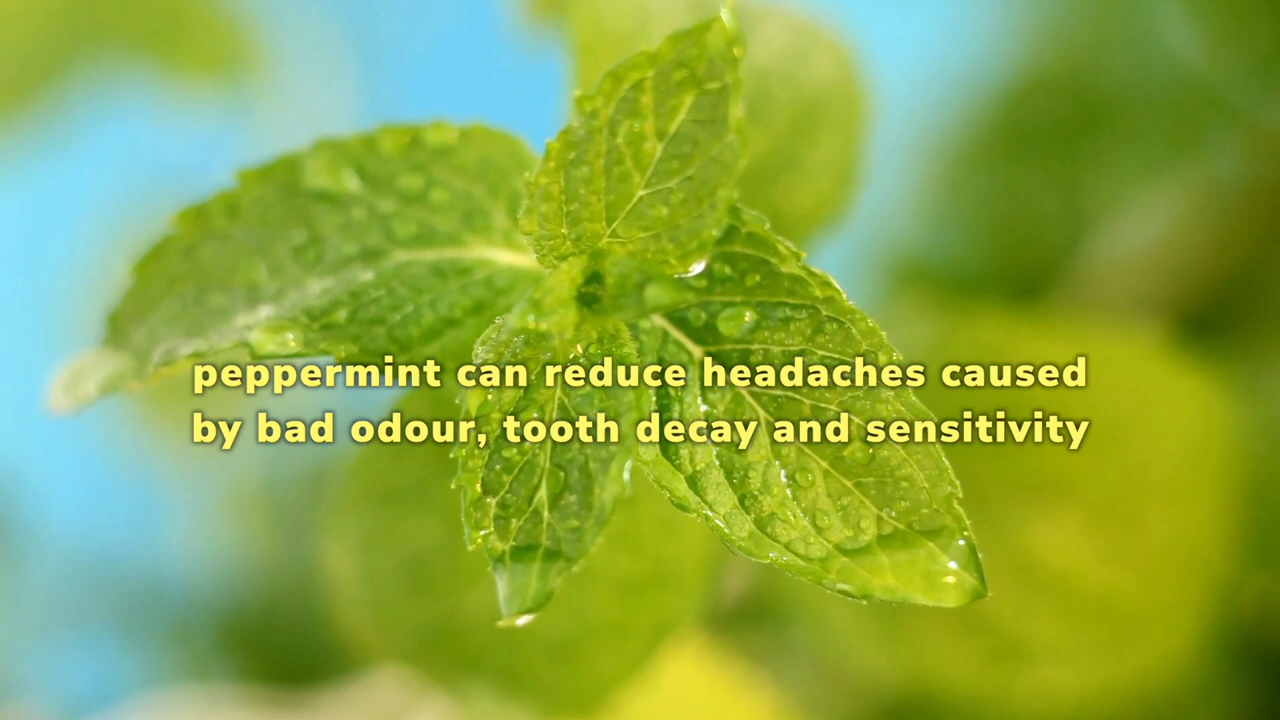 peppermint can reduce headaches caused
by bad odour, tooth decay and sensitivity